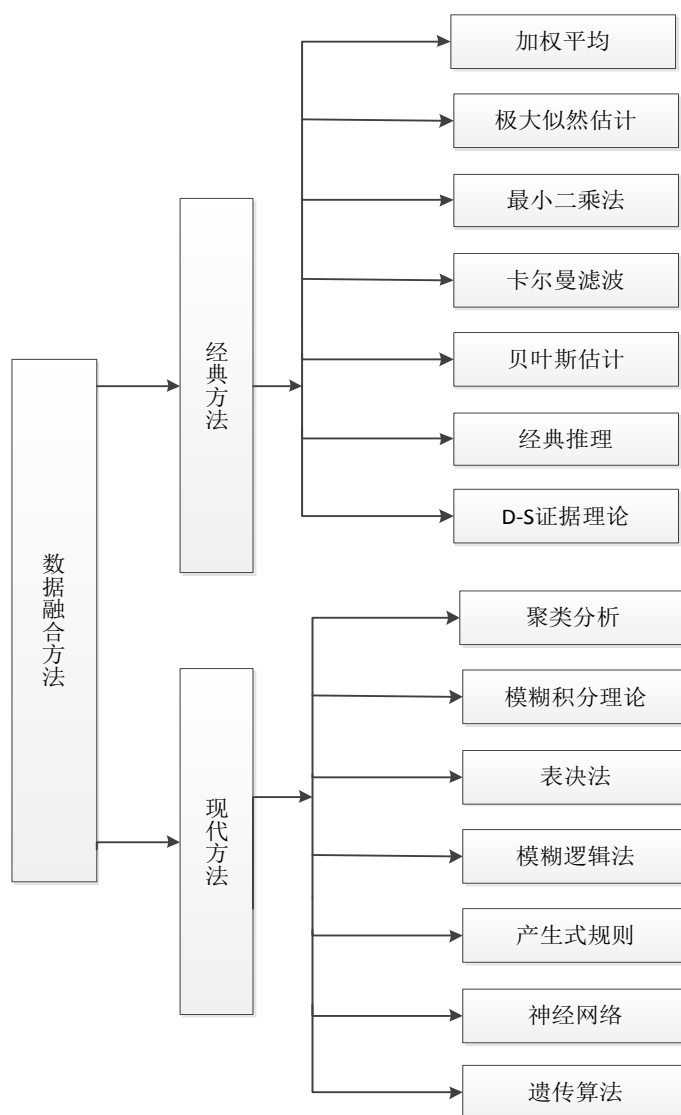 数据融合方法
经典方法
加权平均
极大似然估计
最小二乘法
卡尔曼滤波
贝叶斯估计
经典推理
D-S证据理论
现代方法
聚类分析
模糊积分理论
表决法
模糊逻辑法
产生式规则
神经网络
遗传算法